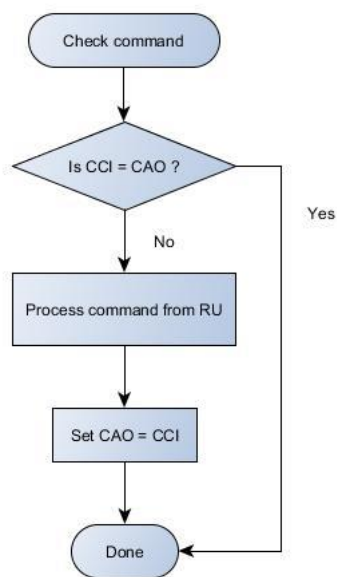 Check command
Is CCI = CAO ?
Yes
No
Process command from RU
Set CAO = CCI
Done